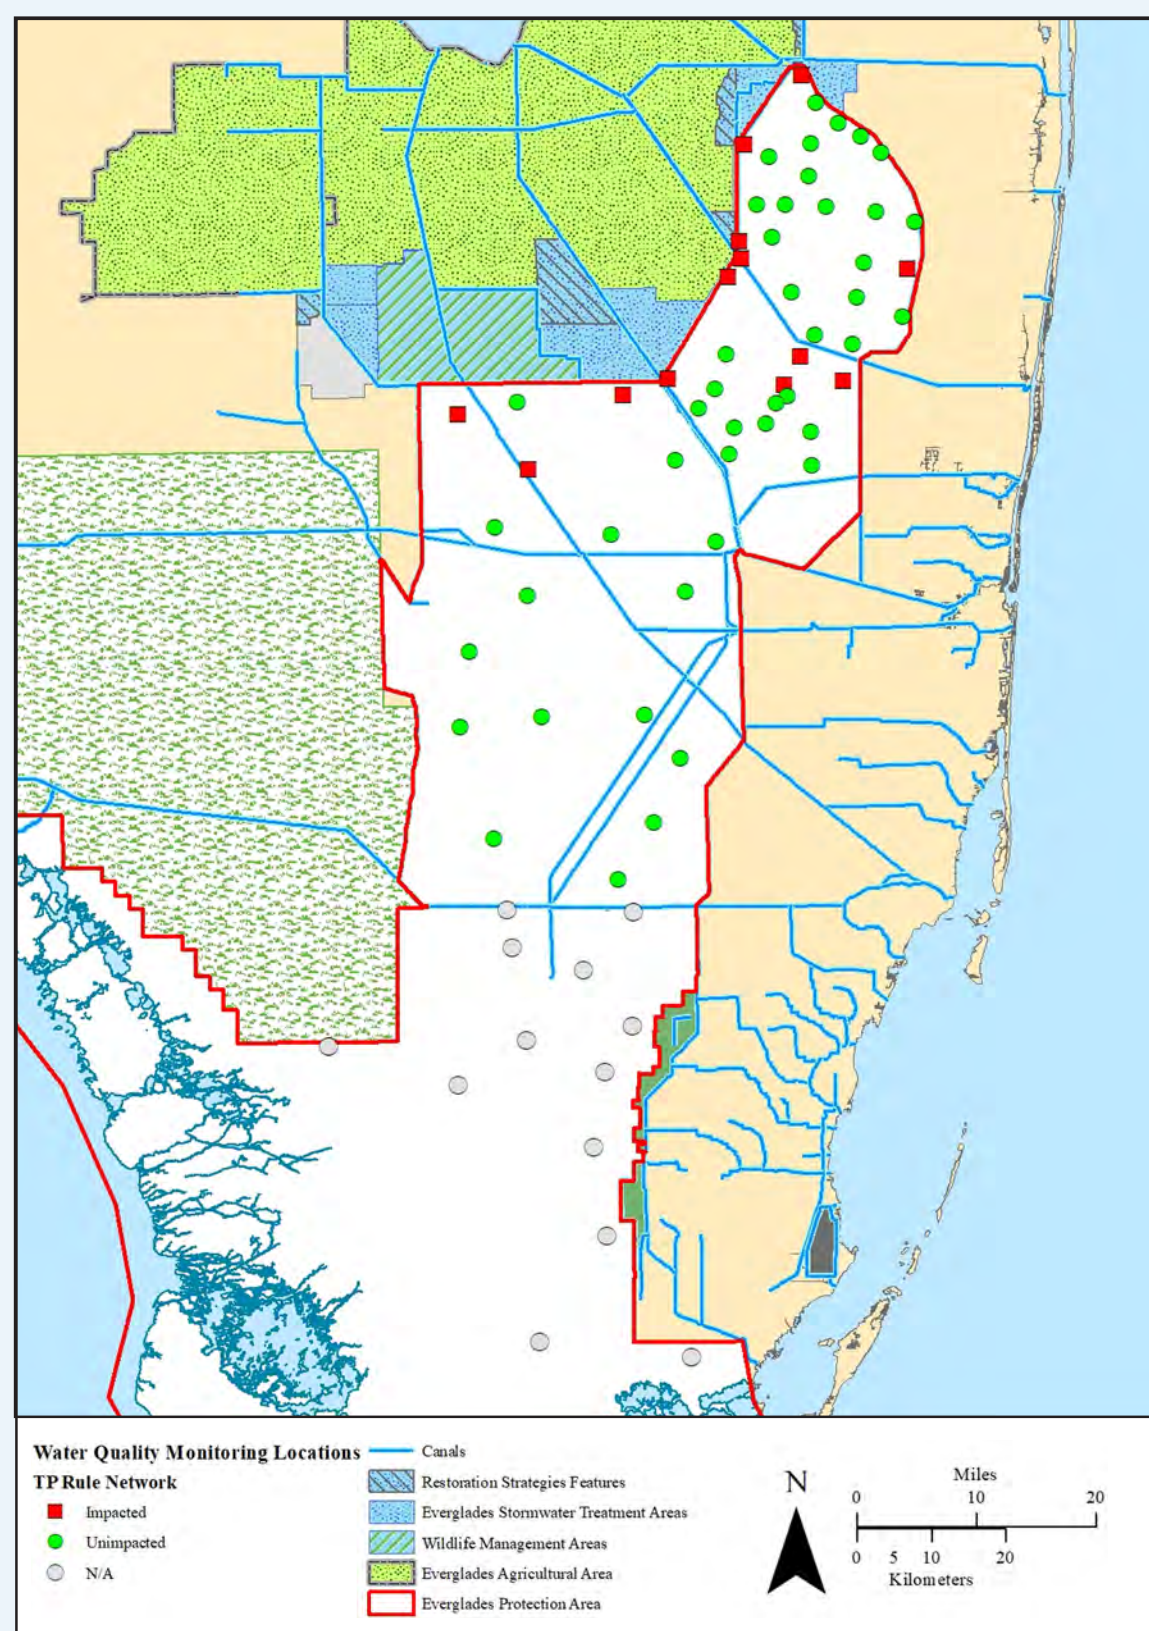 Water Quality Monitoring Locations
TP Rule Network
Impacted
Unimpacted
N/A
Canals
Restoration Strategies Features
Everglades Stormwater Treatment Areas
Wildlife Management Areas
Everglades Agricultural Area
Everglades Protection Area
N
Miles
0 10 20
0 5 10 20
Kilometers